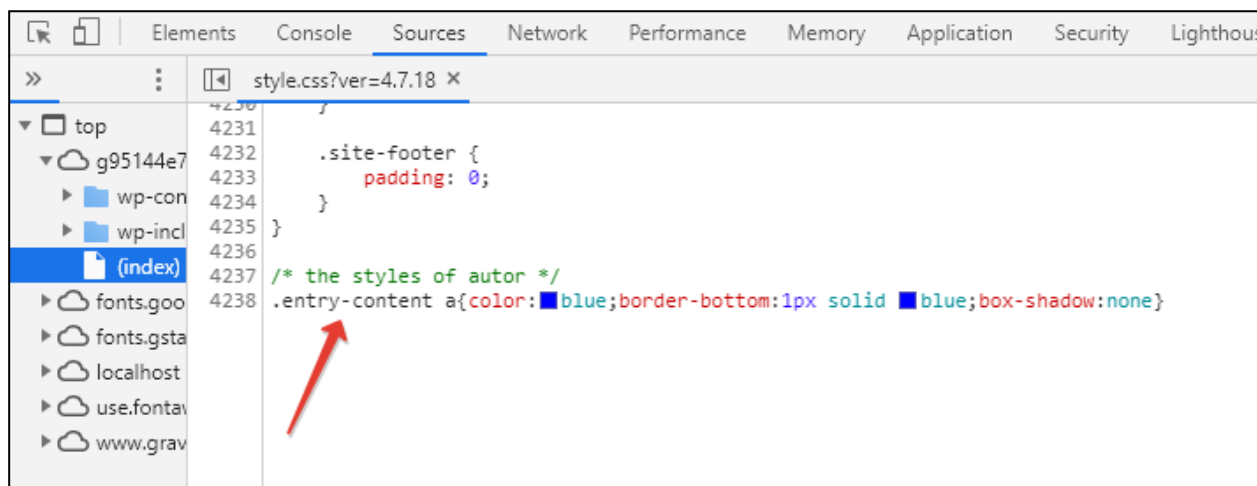 Elements Console Sources Network Performance Memory Application Security Lighthous
» style.css?ver=4.7.18 ×
top
g95144e7
wp-con
wp-incl
(index)
fonts.goo
fonts.gsta
localhost
use.fontav
www.grav
4230 }
4231
4232 .site-footer {
4233 padding: 0;
4234 }
4235 }
4236
4237 /* the styles of autor */
4238 .entry-content a{color:blue;border-bottom:1px solid blue;box-shadow:none}